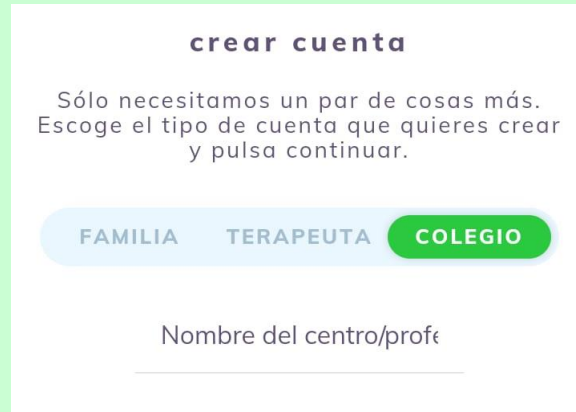 crear cuenta
Sólo necesitamos un par de cosas más.
Escoge el tipo de cuenta que quieres crear
y pulsa continuar.
FAMILIA TERAPEUTA COLEGIO
Nombre del centro/profe